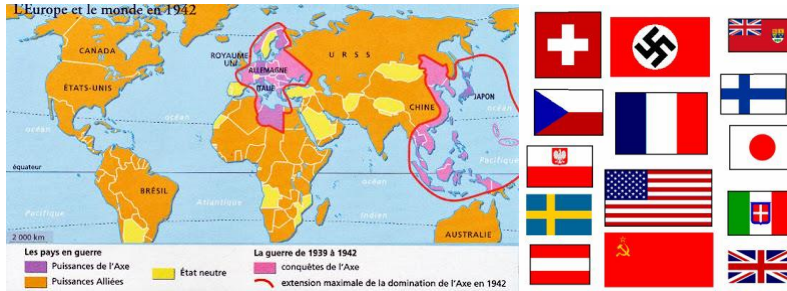 L'Europe et le monde en 1942
CANADA
ROYAUME
UNI
U R S S
ALLEMAGNE
ÉTATS-UNIS
ITALIE
CHINE
JAPON
océan
océan
Pacifique
équateur
océan
BRÉSIL
Pacifique
Atlantique
Indien
AUSTRALIE
2 000 km
Les pays en guerre
Puissances de l'Axe
Puissances Alliées
État neutre
La guerre de 1939 à 1942
conquêtes de l'Axe
extension maximale de la domination de l'Axe en 1942